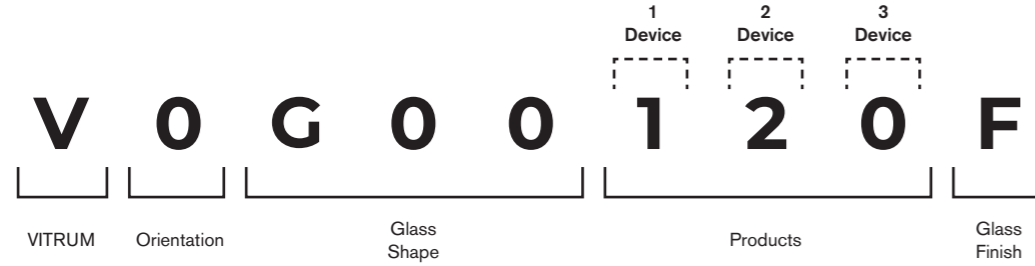 1 2 3
Device Device Device
V 0 G 0 0 1 2 0 F
VITRUM Orientation Glass Shape Products Glass Finish